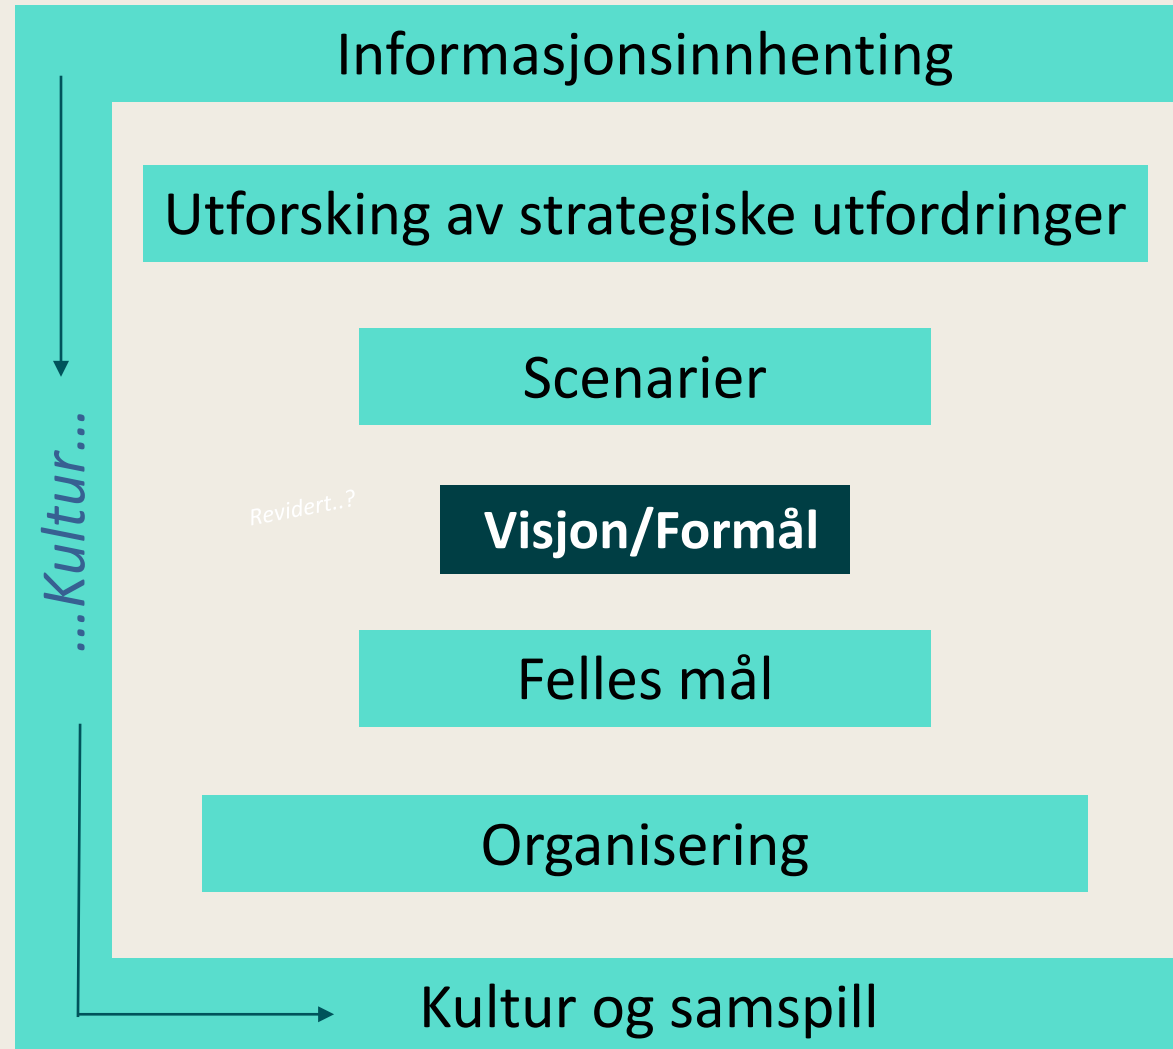 Informasjonsinnhenting
Utforsking av strategiske utfordringer
Scenarier
...Kultur...
Revidert..?
Visjon/Formål
Felles mål
Organisering
Kultur og samspill